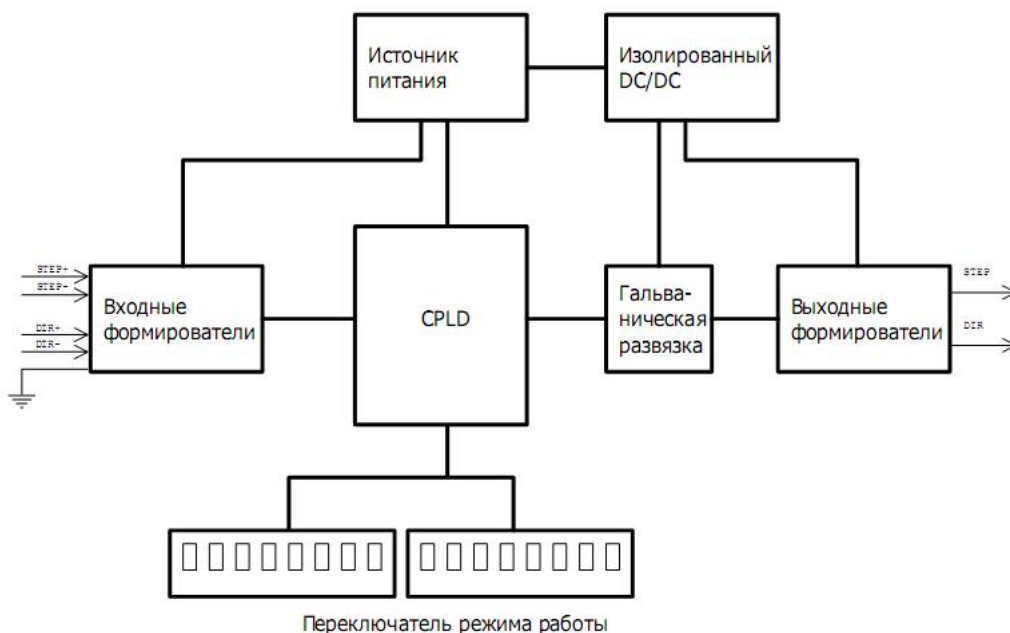 Источник
питания
Изолированный
DC/DC
STEP+
STEP-
DIR+
DIR-
Входные
формирователи
CPLD
Гальва-
ническая
развязка
Выходные
формирователи
STEP
DIR
Переключатель режима работы